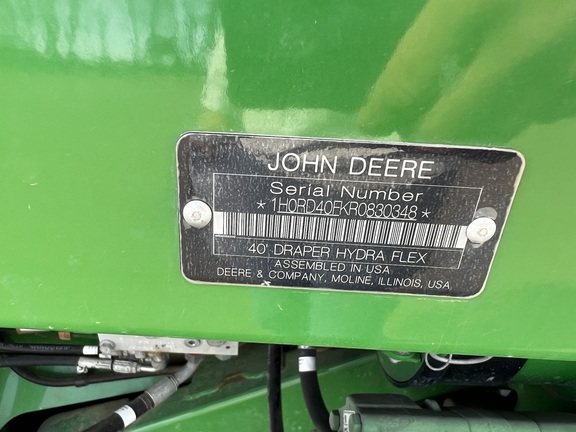 JOHN DEERE
Serial Number
*1H0RD40FKR0830348*
40' DRAPER HYDRA FLEX
ASSEMBLED IN USA
DEERE & COMPANY, MOLINE, ILLINOIS, USA